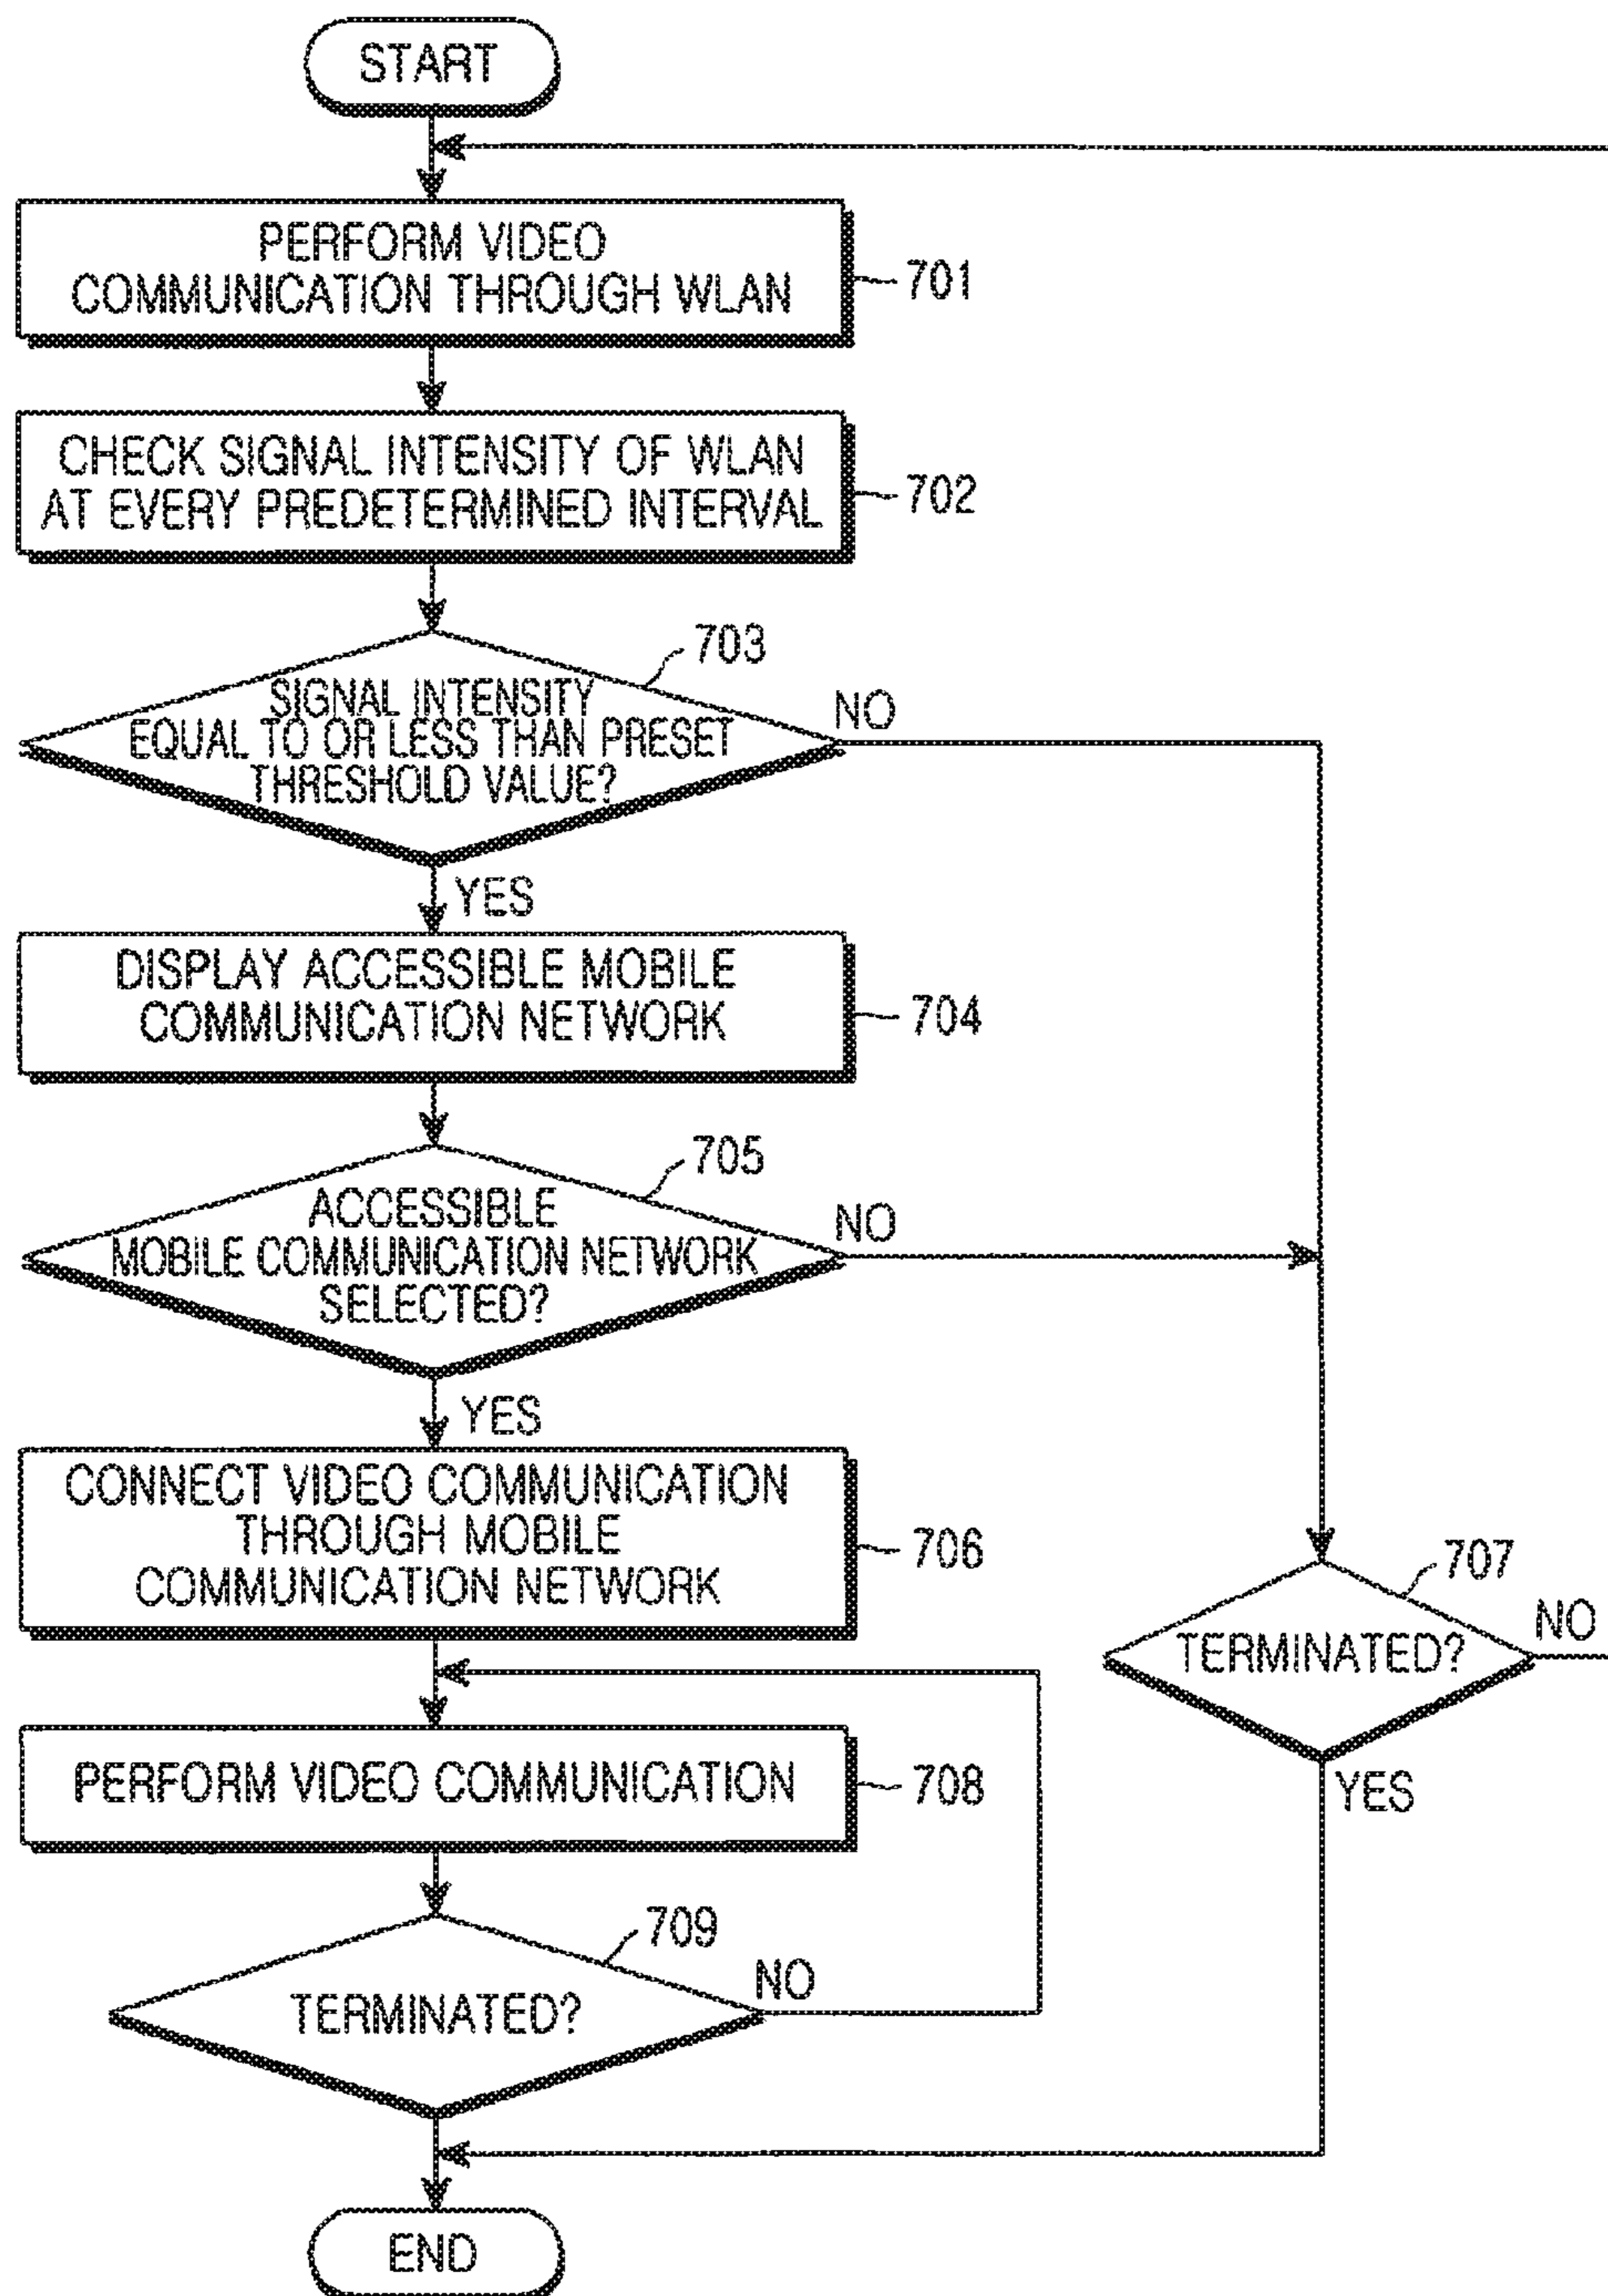 START
PERFORM VIDEO
COMMUNICATION THROUGH WLAN
701
CHECK SIGNAL INTENSITY OF WLAN
AT EVERY PREDETERMINED INTERVAL
702
703
SIGNAL INTENSITY
EQUAL TO OR LESS THAN PRESET
THRESHOLD VALUE?
NO
YES
DISPLAY ACCESSIBLE MOBILE
COMMUNICATION NETWORK
704
705
ACCESSIBLE
MOBILE COMMUNICATION NETWORK
SELECTED?
NO
YES
CONNECT VIDEO COMMUNICATION
THROUGH MOBILE
COMMUNICATION NETWORK
706
707
TERMINATED?
NO
YES
PERFORM VIDEO COMMUNICATION
708
709
TERMINATED?
NO
END